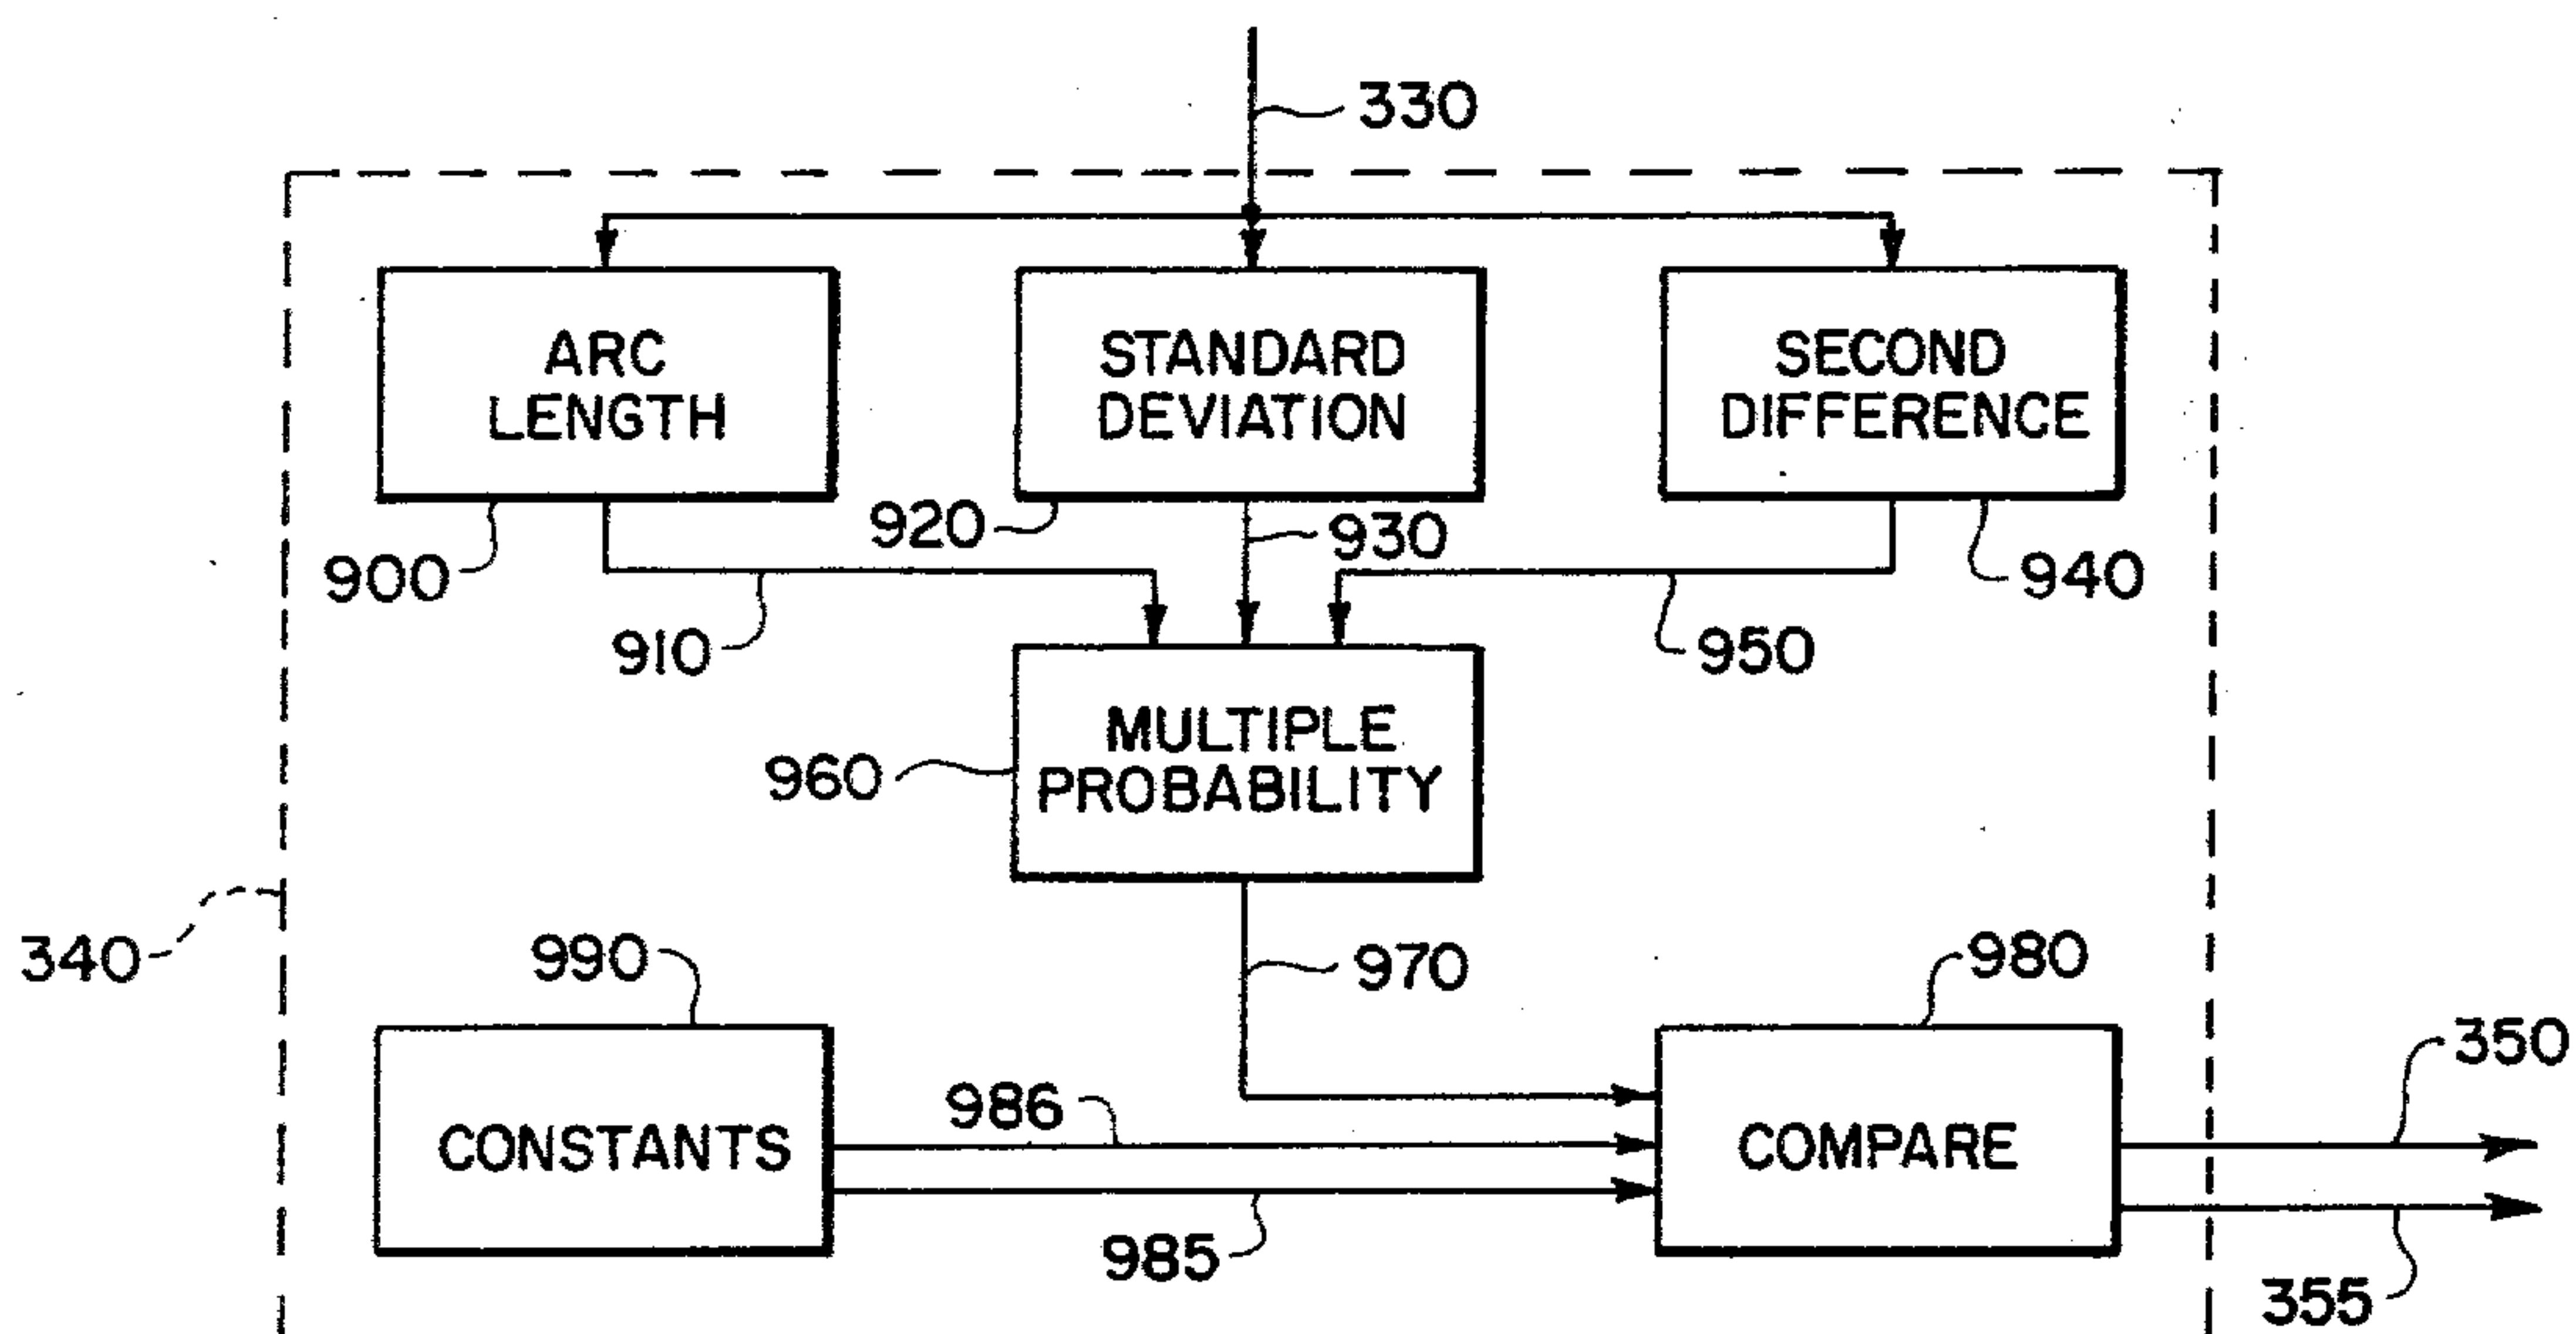 330
ARC
LENGTH
STANDARD
DEVIATION
SECOND
DIFFERENCE
900
920
930
940
910
950
MULTIPLE
PROBABILITY
960
340
990
970
980
350
CONSTANTS
986
985
COMPARE
355